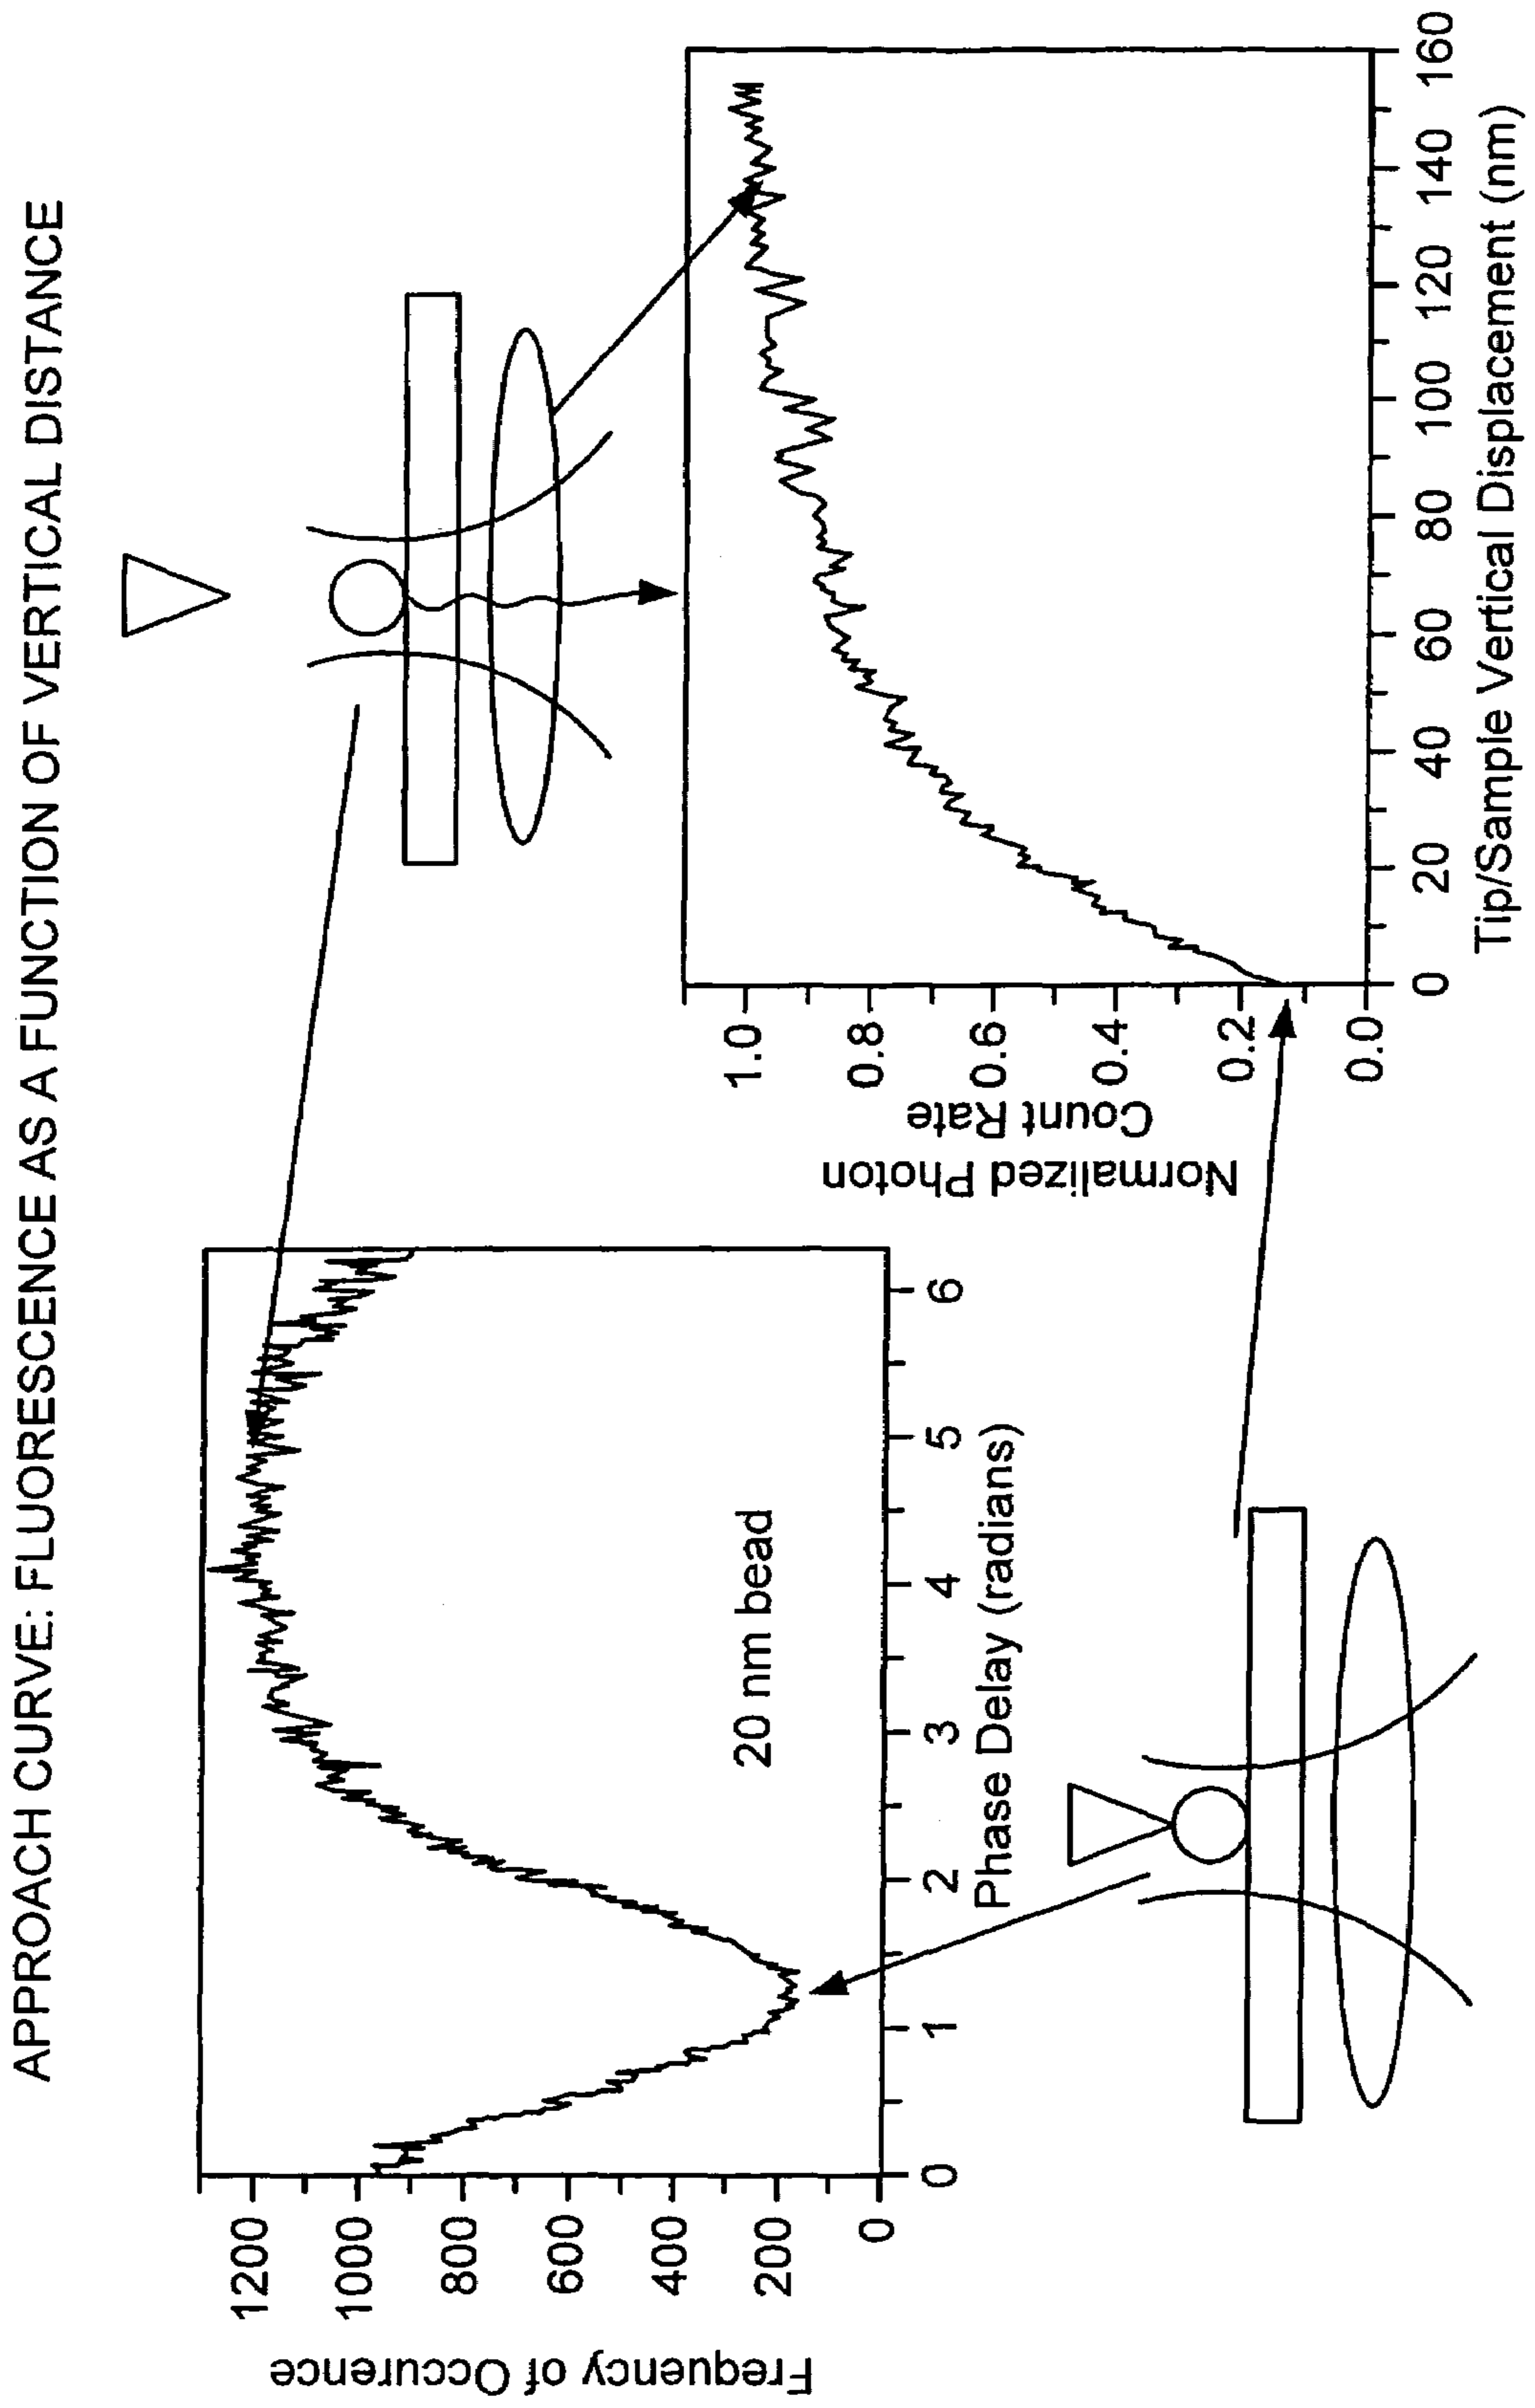 APPROACH CURVE: FLUORESCENCE AS A FUNCTION OF VERTICAL DISTANCE
Frequency of Occurence
1200
1000
800
600
400
200
0
20 nm bead
0 1 2 3 4 5 6
Phase Delay (radians)
Normalized Photon
Count Rate
1.0
0.8
0.6
0.4
0.2
0.0
0 20 40 60 80 100 120 140 160
Tip/Sample Vertical Displacement (nm)